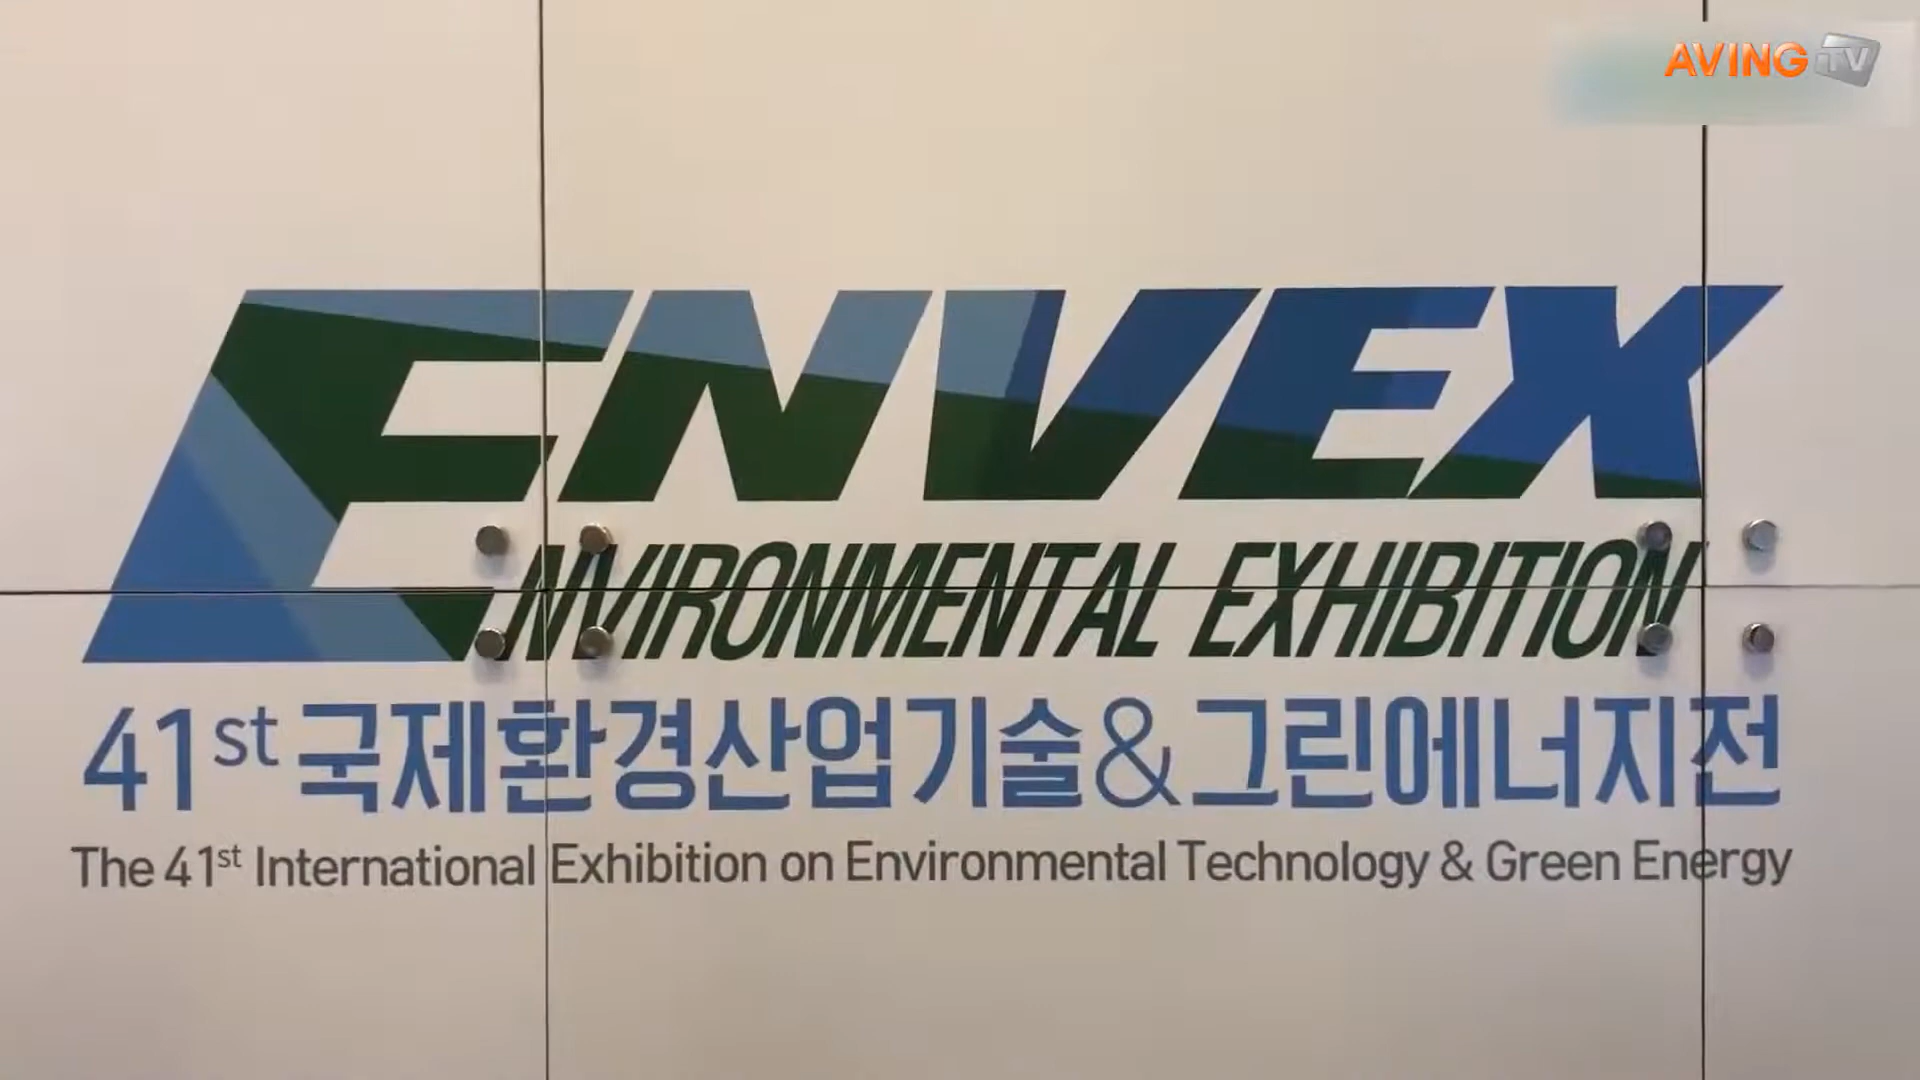 AVING TV
ENVEX
ENVIRONMENTAL EXHIBITION
41st 국제환경산업기술&그린에너지전
The 41st International Exhibition on Environmental Technology & Green Energy